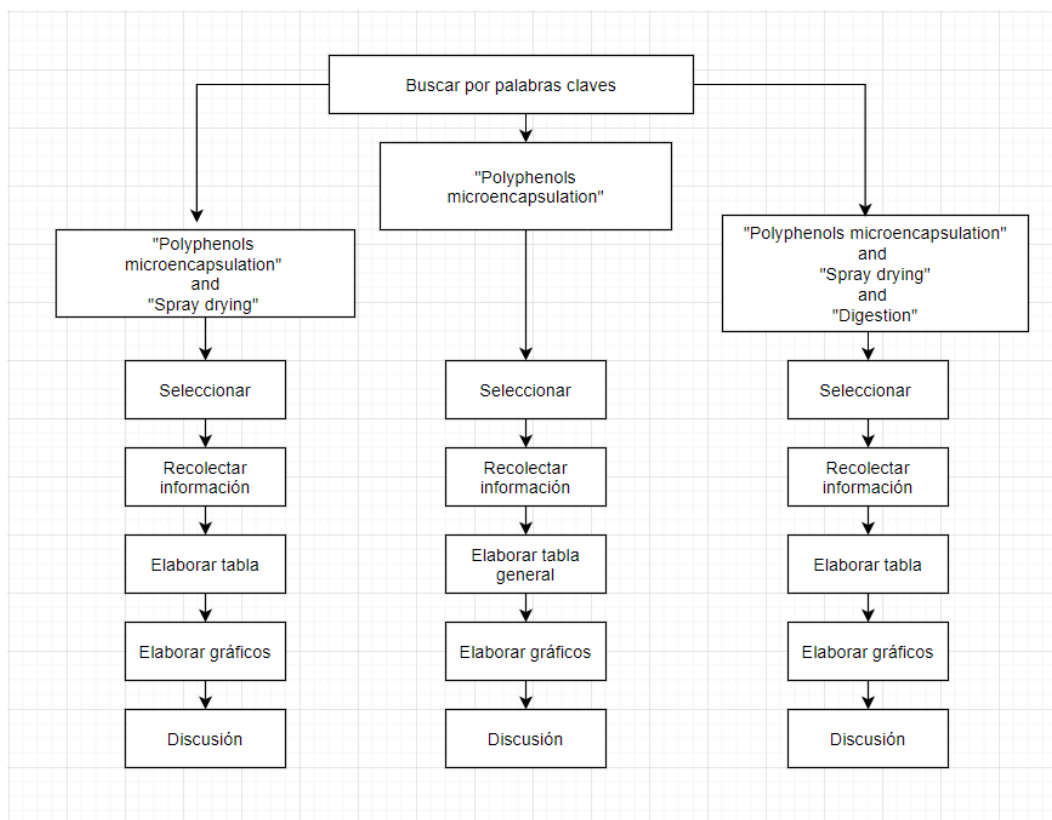 Buscar por palabras claves
"Polyphenols
microencapsulation"
"Polyphenols
microencapsulation"
and
"Spray drying"
"Polyphenols microencapsulation"
and
"Spray drying"
and
"Digestion"
Seleccionar
Seleccionar
Seleccionar
Recolectar
información
Recolectar
información
Recolectar
información
Elaborar tabla
Elaborar tabla
general
Elaborar tabla
Elaborar gráficos
Elaborar gráficos
Elaborar gráficos
Discusión
Discusión
Discusión